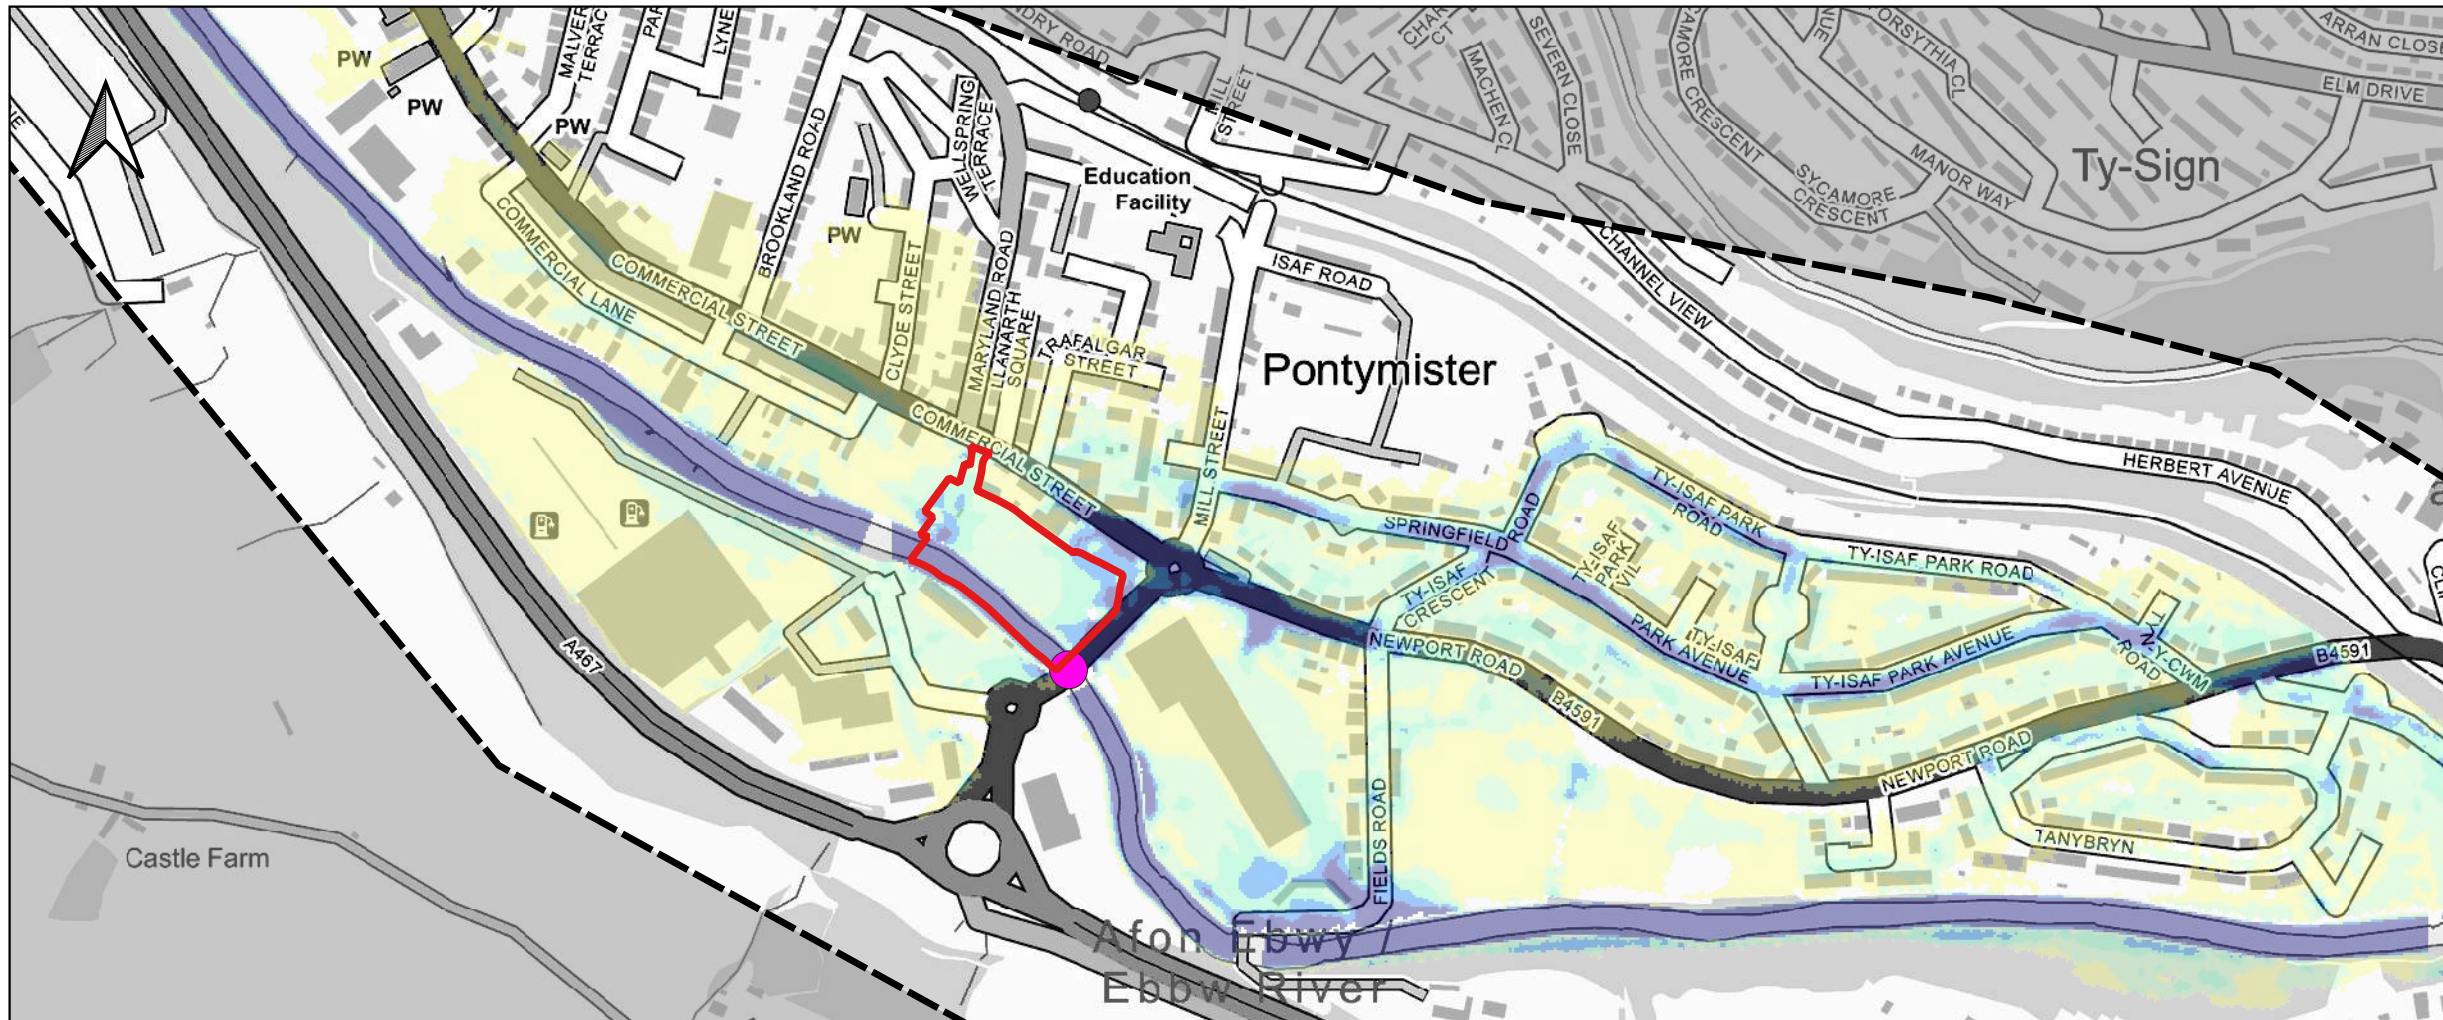 NDRY ROAD
ARRAN CLOSE
ELM DRIVE
FORSYTHIA CL
MANOR WAY
SYCAMORE
CRESCENT
Ty-Sign
SEVERN CLOSE
MACHEN CL
MILL
STREET
PW
PW
PW
PW
MALVER
TERRAC
LYNE
BROOKLAND ROAD
WELLSPRING
TERRACE
Education
Facility
ISAF ROAD
CHANNEL VIEW
HERBERT AVENUE
COMMERCIAL LANE
COMMERCIAL STREET
CLYDE STREET
MARYLAND ROAD
LLANARTH
SQUARE
TRAFALGAR
STREET
Pontymister
COMMERCIAL STREET
MILL STREET
SPRINGFIELD
ROAD
TY-ISAF PARK
ROAD
TY-ISAF
PARK
VIL
TY-ISAF PARK ROAD
TY-ISAF
CRESCENT
TY-ISAF
PARK AVENUE
TY-ISAF PARK AVENUE
TY N-Y-CWM
ROAD
B4591
NEWPORT ROAD
B4591
NEWPORT ROAD
TANYBRYN
FIELDS ROAD
A467
Castle Farm
Afon Ebwy /
Ebbw River